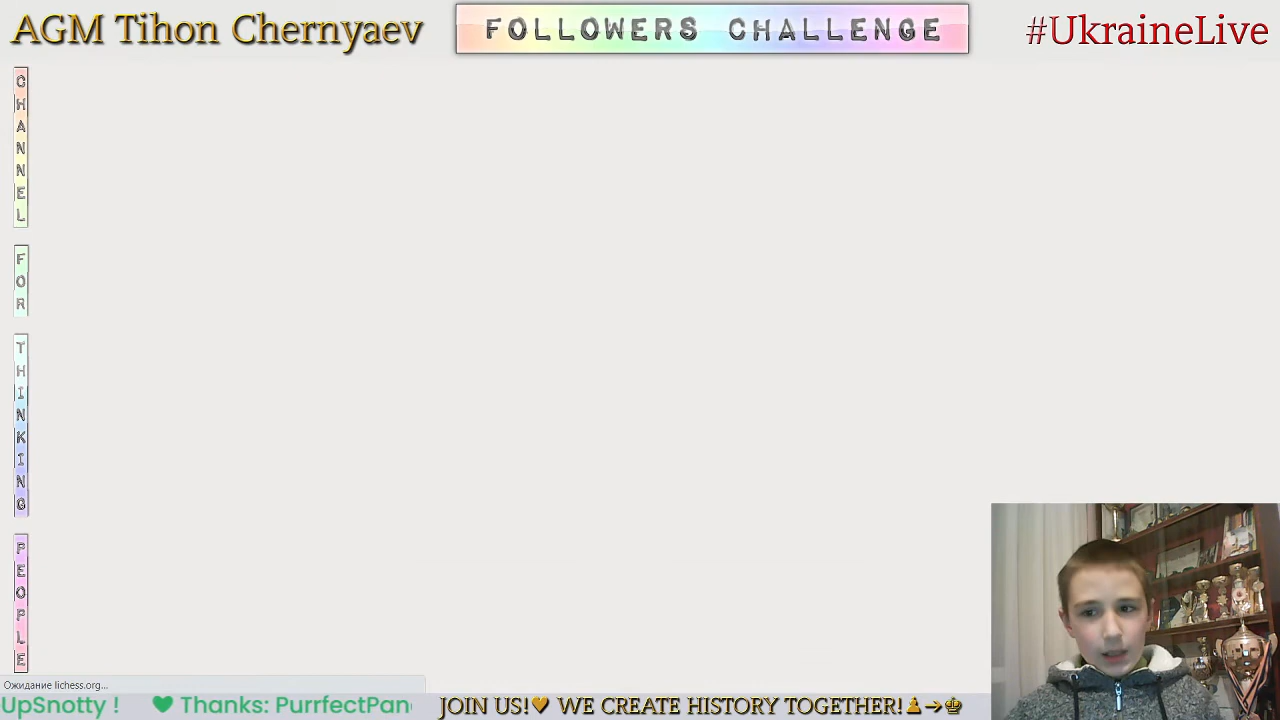 AGM Tihon Chernyaev
FOLLOWERS CHALLENGE
#UkraineLive
CHANNEL
FOR
THINKING
PEOPLE
Ожидание lichess.org...
UpSnotty ! 💚 Thanks: PurrfectPan
JOIN US!♥ WE CREATE HISTORY TOGETHER!♟→♚